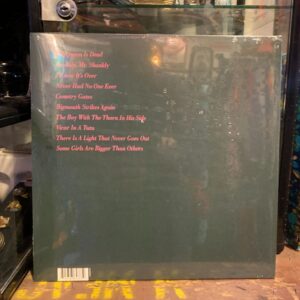 Queen Is Dead
Mr. Shankly
I Know It's Over
Never Had No One Ever
Cemetry Gates
Bigmouth Strikes Again
The Boy With The Thorn In His Side
Vicar In A Tutu
There Is A Light That Never Goes Out
Some Girls Are Bigger Than Others